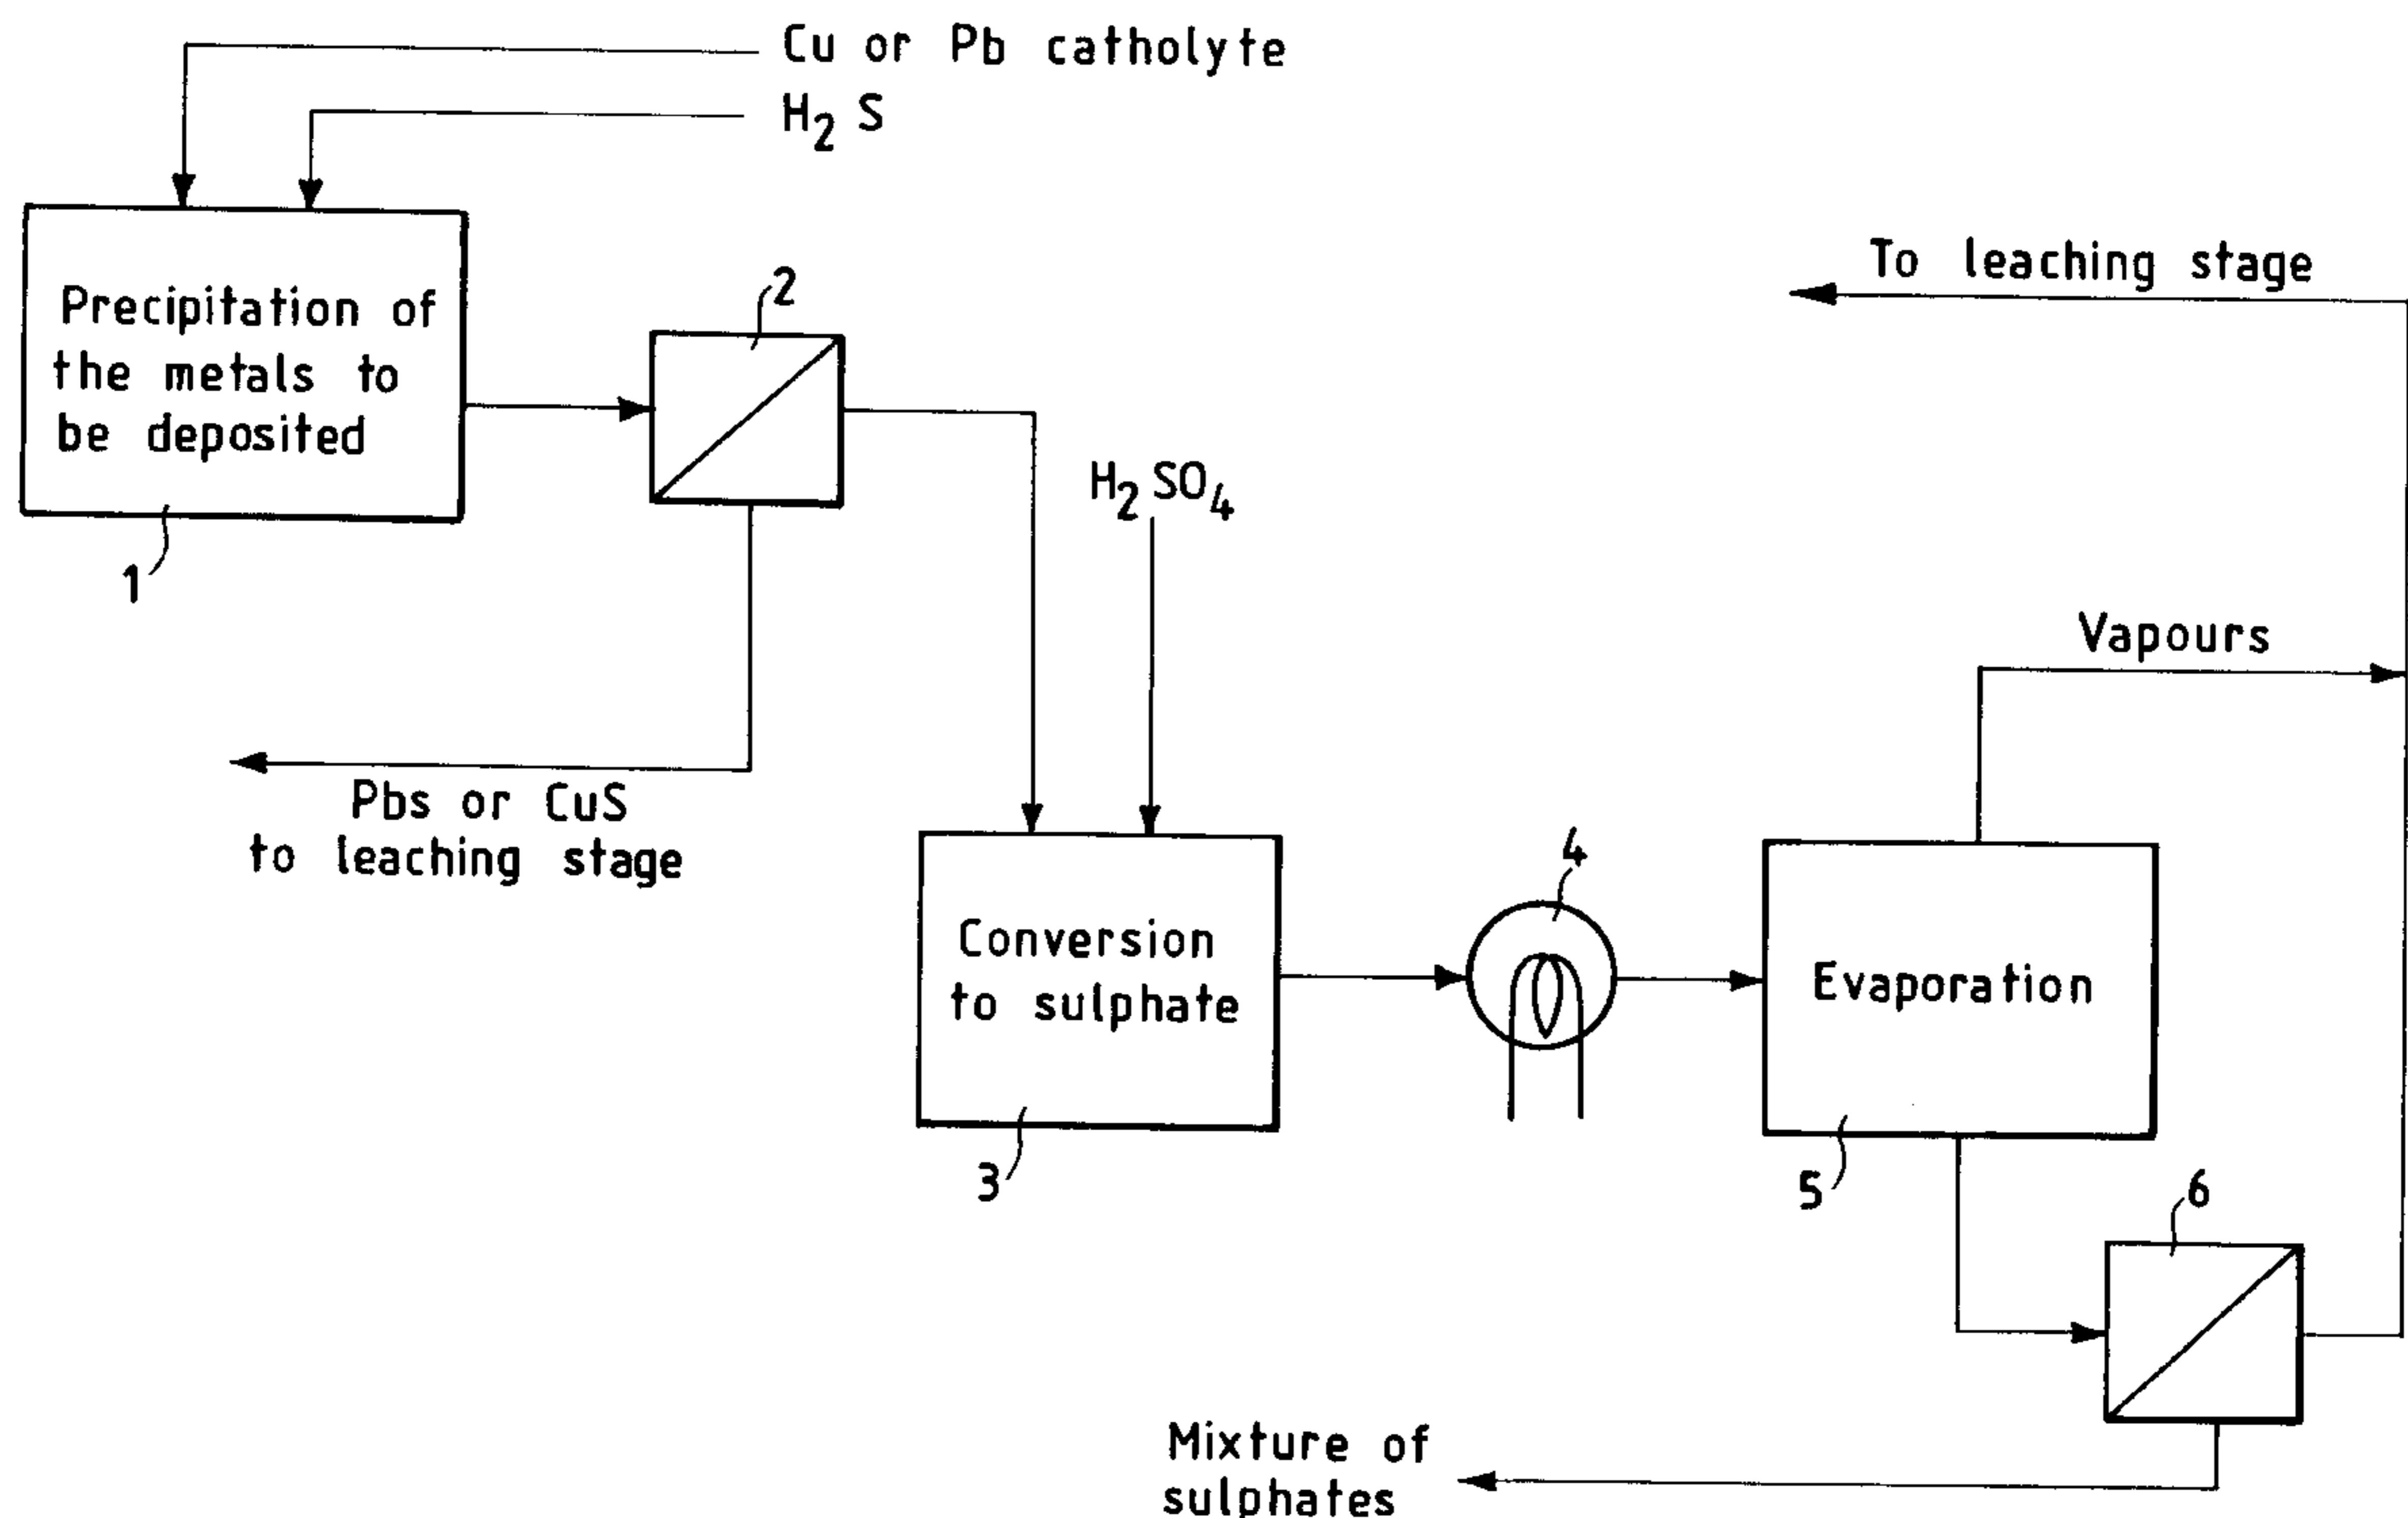 Cu or Pb catholyte
H2 S
Precipitation of
the metals to
be deposited
1
2
To leaching stage
H2 SO4
Vapours
Pbs or CuS
to leaching stage
Conversion
to sulphate
3
4
Evaporation
5
6
Mixture of
sulphates